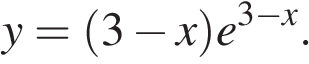 y = (3 − x)e^{3−x}.